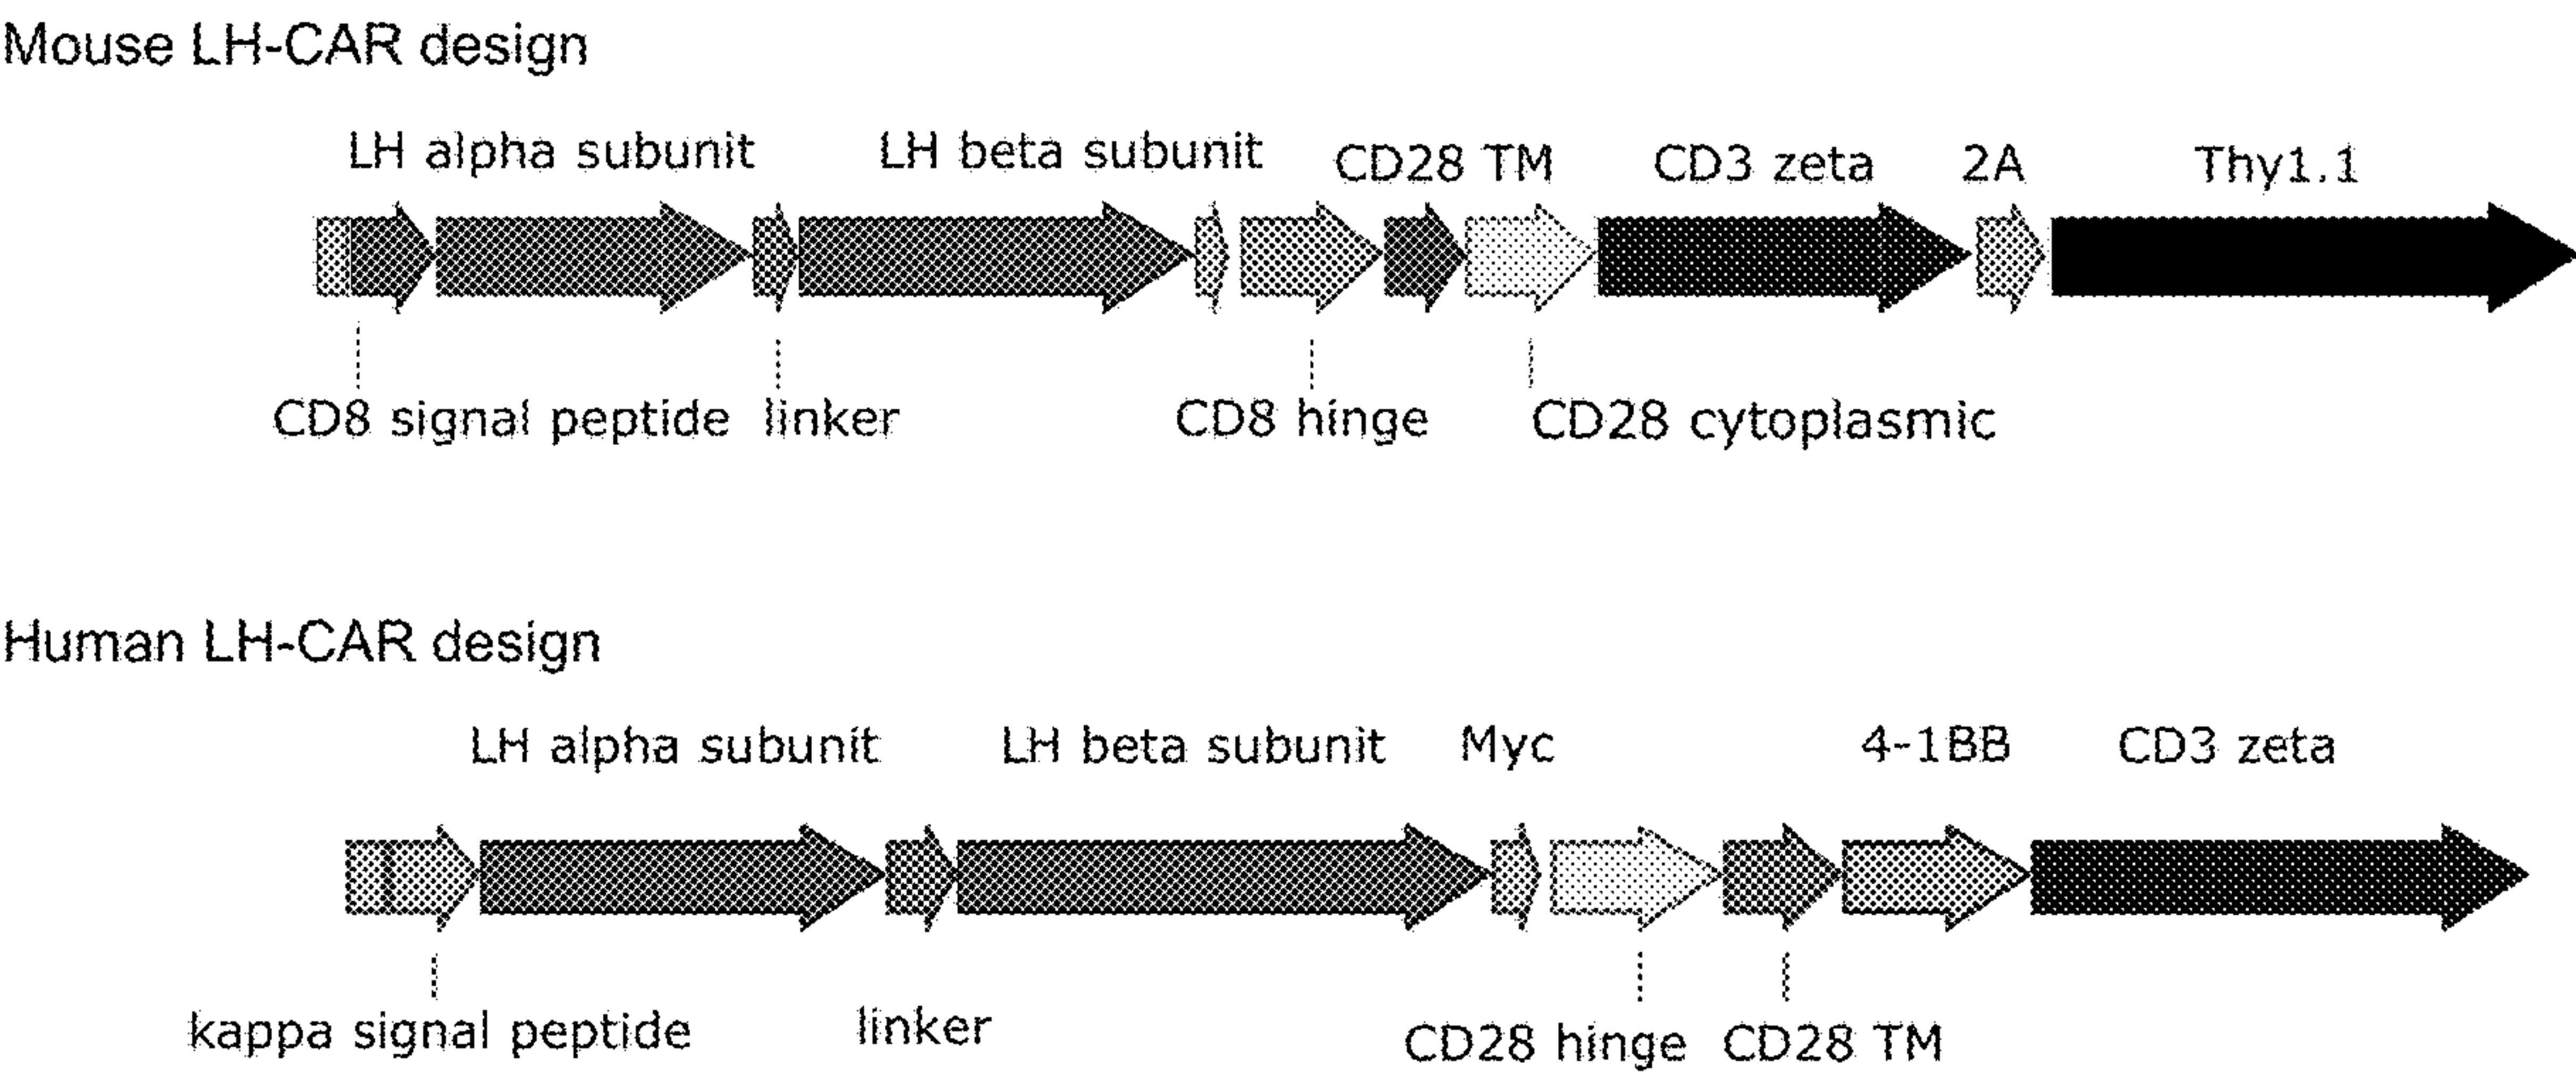 Mouse LH-CAR design
LH alpha subunit LH beta subunit CD28 TM CD3 zeta 2A Thy1.1
CD8 signal peptide linker CD8 hinge CD28 cytoplasmic
Human LH-CAR design
LH alpha subunit LH beta subunit Myc 4-1BB CD3 zeta
kappa signal peptide linker CD28 hinge CD28 TM